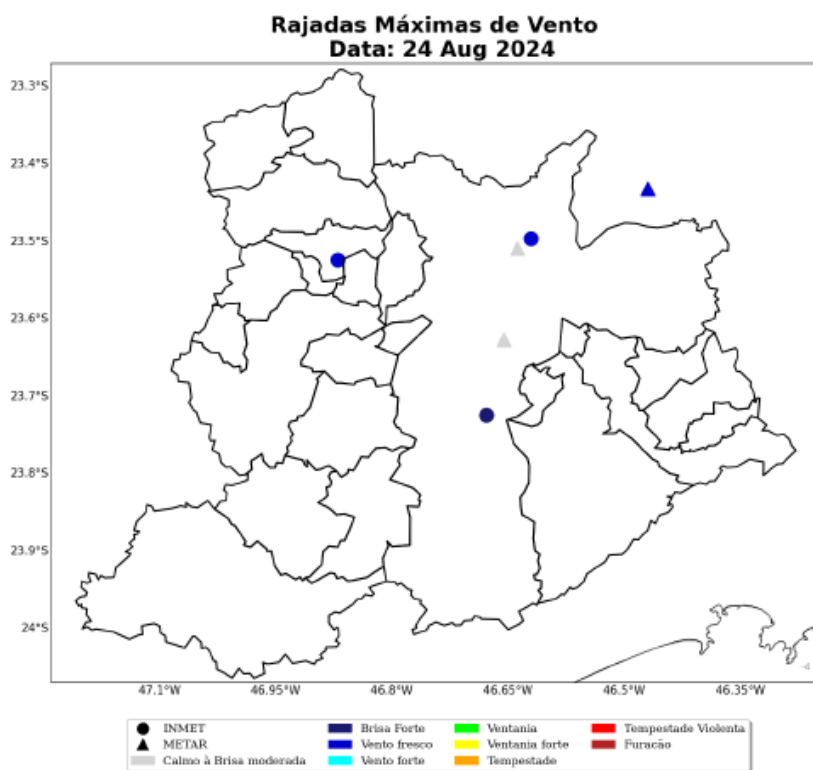 Rajadas Máximas de Vento
Data: 24 Aug 2024
23.3°S
23.4°S
23.5°S
23.6°S
23.7°S
23.8°S
23.9°S
24°S
-4
47.1°W 46.95°W 46.8°W 46.65°W 46.5°W 46.35°W
INMET Brisa Forte Ventania Tempestade Violenta
METAR Vento fresco Ventania forte Furacão
Calmo à Brisa moderada Vento forte Tempestade